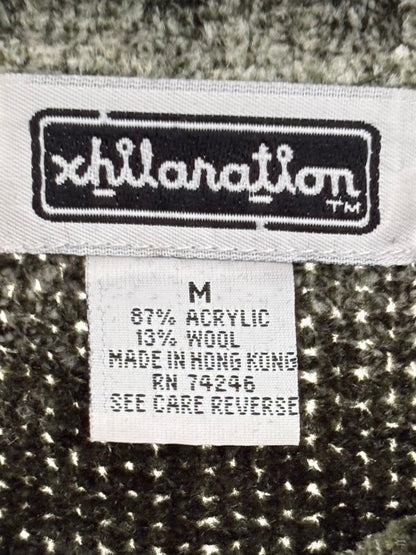 xhilaration
TM
M
87% ACRYLIC
13% WOOL
MADE IN HONG KONG
RN 74246
SEE CARE REVERSE